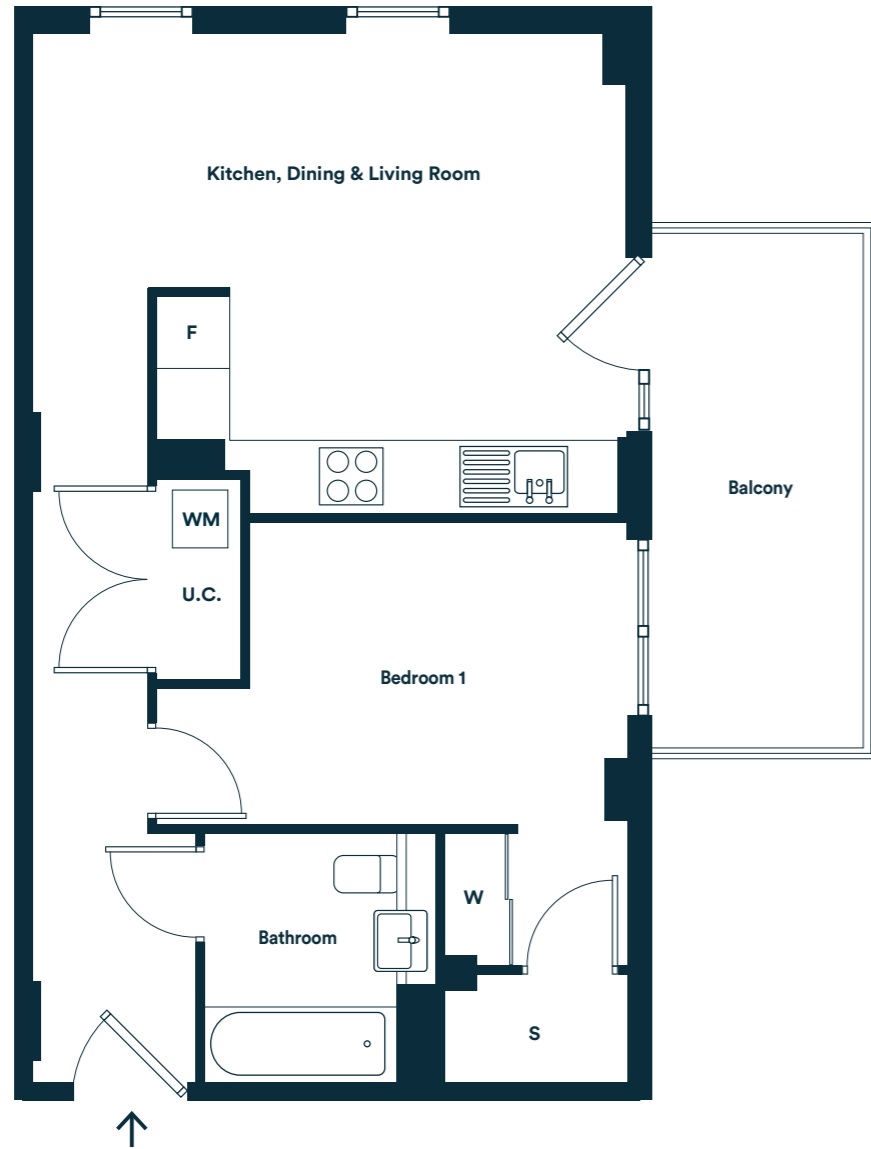 Kitchen, Dining & Living Room
F
Balcony
WM
U.C.
Bedroom 1
W
Bathroom
S